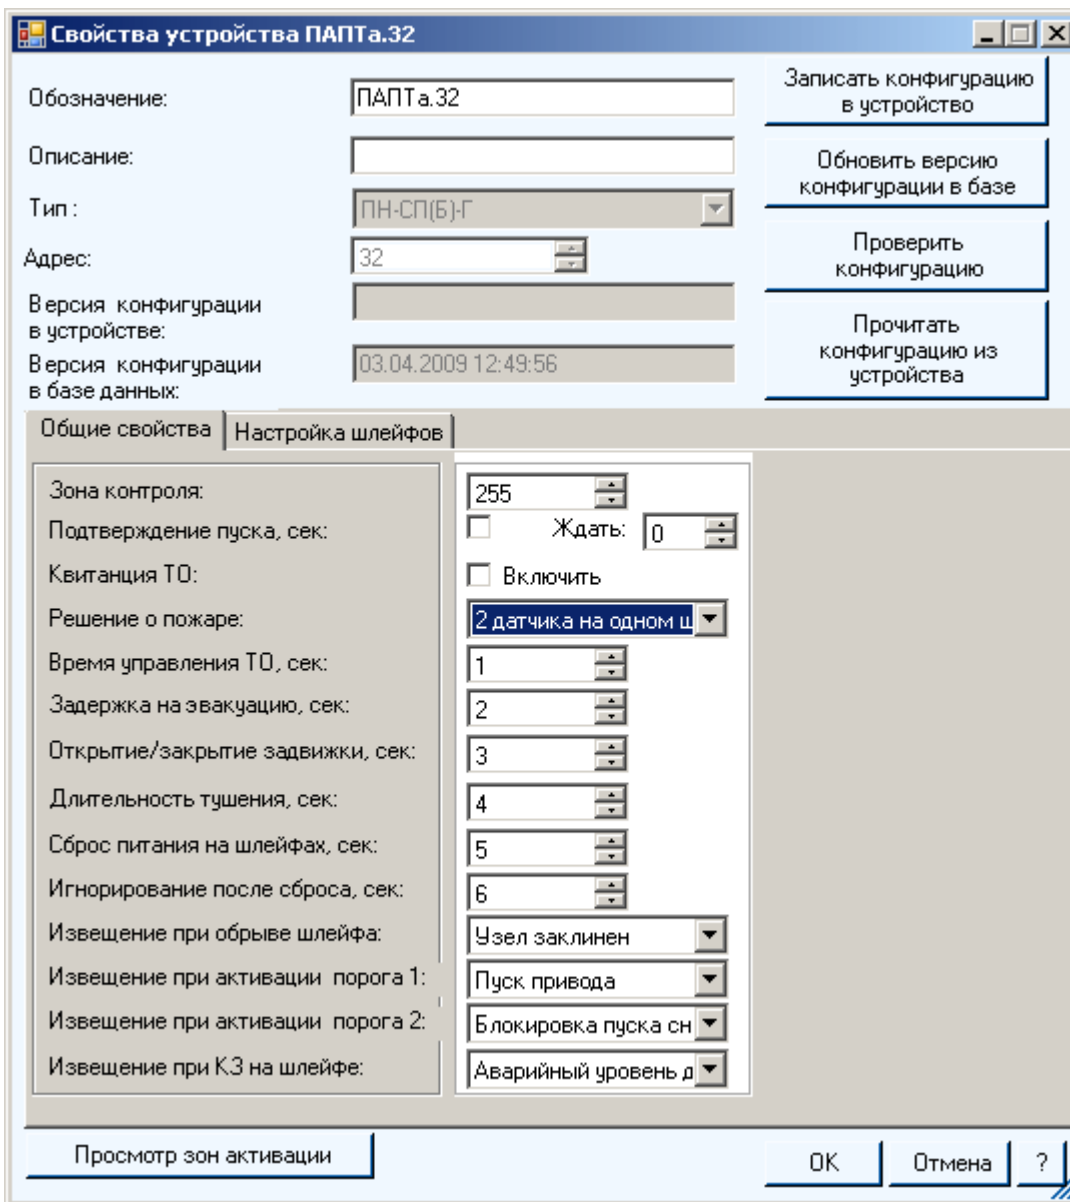 Свойства устройства ПАПТа.32
Обозначение:
ПАПТа.32
Записать конфигурацию
в устройство
Описание:
Обновить версию
конфигурации в базе
Тип :
ПН-СП(Б)-Г
Адрес:
32
Проверить
конфигурацию
Версия конфигурации
в устройстве:
Прочитать
конфигурацию из
устройства
Версия конфигурации
в базе данных:
03.04.2009 12:49:56
Общие свойства
Настройка шлейфов
Зона контроля:
255
Подтверждение пуска, сек:
Ждать:
0
Квитанция ТО:
Включить
Решение о пожаре:
2 датчика на одном ш
Время управления ТО, сек:
1
Задержка на эвакуацию, сек:
2
Открытие/закрытие задвижки, сек:
3
Длительность тушения, сек:
4
Сброс питания на шлейфах, сек:
5
Игнорирование после сброса, сек:
6
Извещение при обрыве шлейфа:
Узел заклинен
Извещение при активации порога 1:
Пуск привода
Извещение при активации порога 2:
Блокировка пуска сн
Извещение при КЗ на шлейфе:
Аварийный уровень д
Просмотр зон активации
OK
Отмена
?